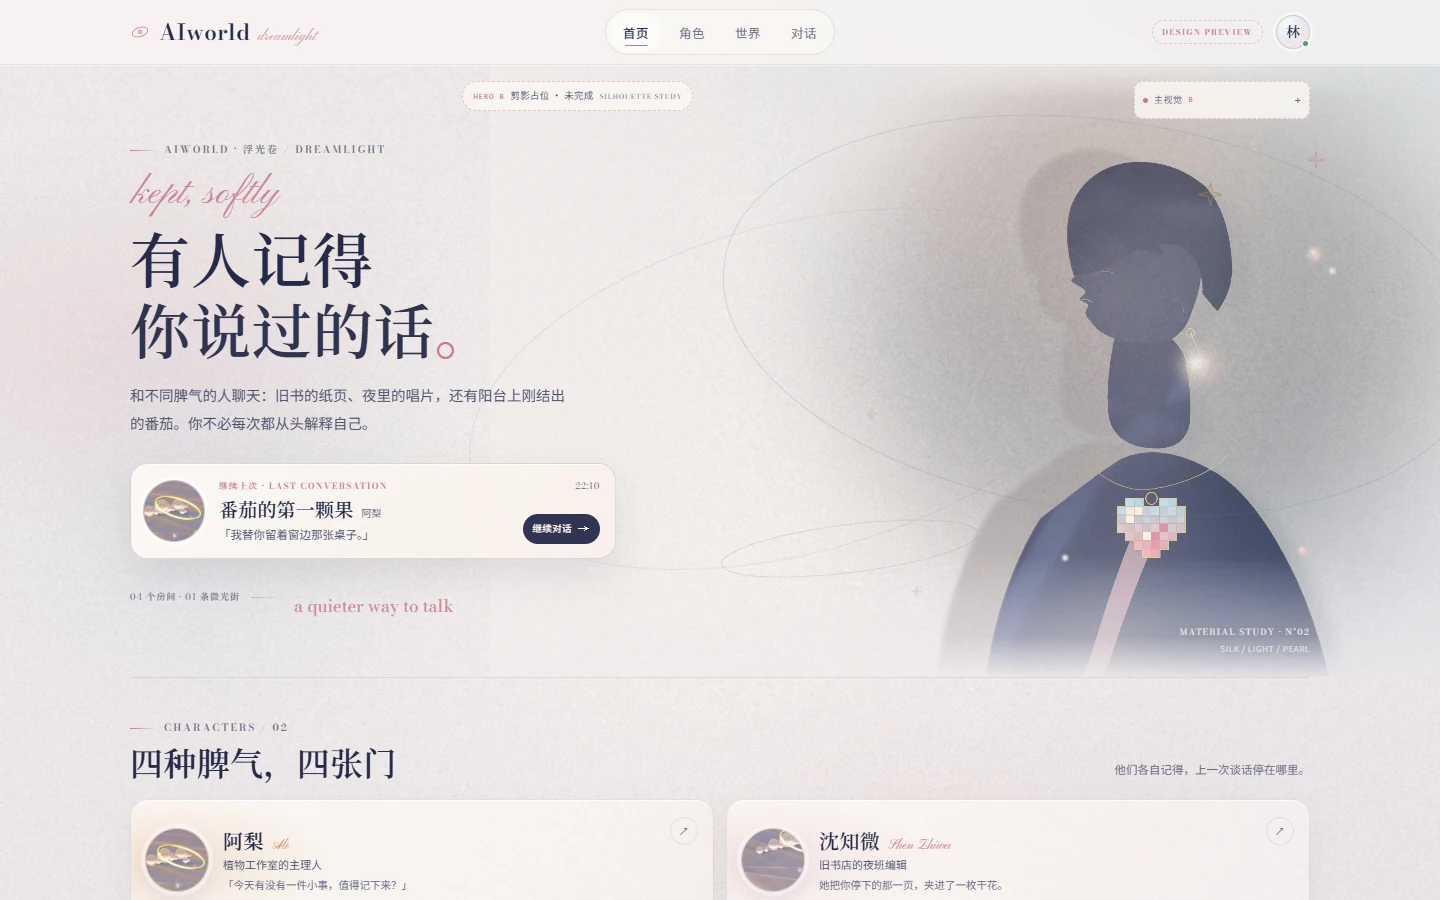 AIworld dreamlight
首页 角色 世界 对话
DESIGN PREVIEW
林
HERO B 剪影占位 · 未完成 SILHOUETTE STUDY
主视觉 B +
AIWORLD · 浮光卷 / DREAMLIGHT
kept, softly
有人记得
你说过的话。
和不同脾气的人聊天：旧书的纸页、夜里的唱片，还有阳台上刚结出
的番茄。你不必每次都从头解释自己。
继续上次 · LAST CONVERSATION 22:10
番茄的第一颗果 阿梨
「我替你留着窗边那张桌子。」
继续对话 →
04 个房间 · 01 条微光街
a quieter way to talk
MATERIAL STUDY · N°02
SILK / LIGHT / PEARL
CHARACTERS / 02
四种脾气，四张门
他们各自记得，上一次谈话停在哪里。
阿梨 Ali
植物工作室的主理人
「今天有没有一件小事，值得记下来？」
沈知微 Shen Zhiwei
旧书店的夜班编辑
她把你停下的那一页，夹进了一枚干花。